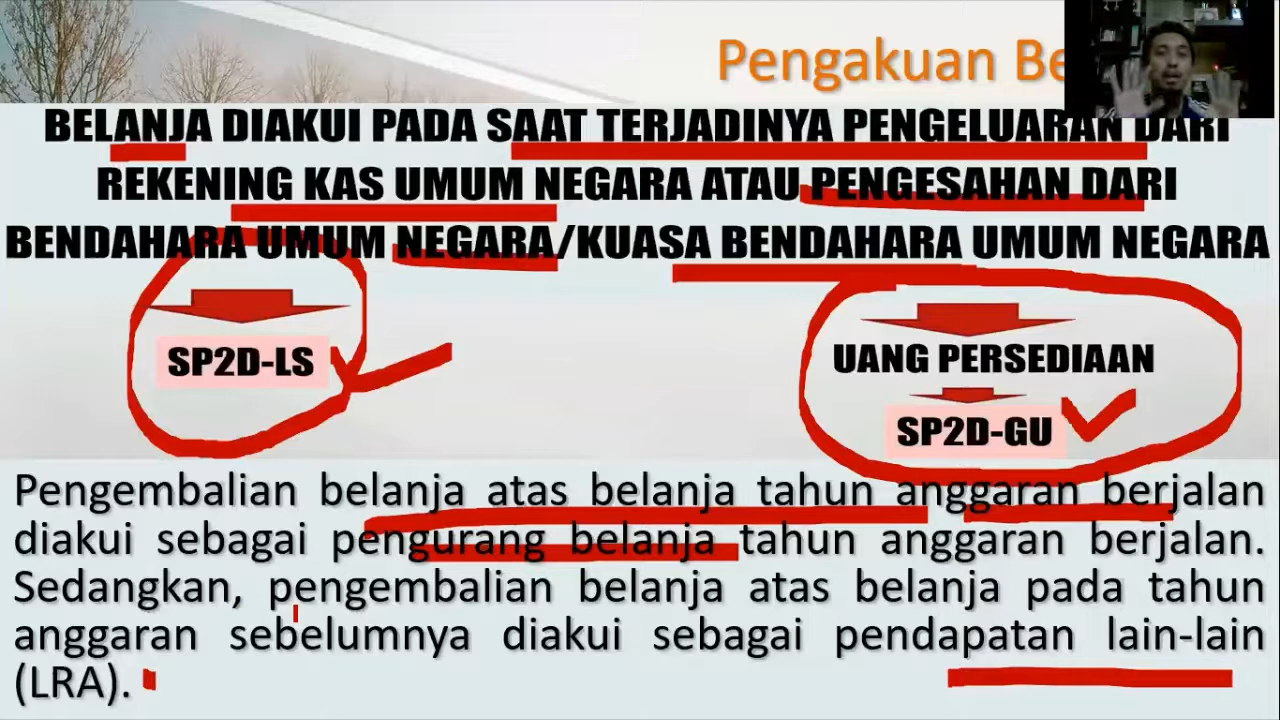 Pengakuan Be
BELANJA DIAKUI PADA SAAT TERJADINYA PENGELUARAN DARI
REKENING KAS UMUM NEGARA ATAU PENGESAHAN DARI
BENDAHARA UMUM NEGARA/KUASA BENDAHARA UMUM NEGARA
SP2D-LS
UANG PERSEDIAAN
SP2D-GU
Pengembalian belanja atas belanja tahun anggaran berjalan
diakui sebagai pengurang belanja tahun anggaran berjalan.
Sedangkan, pengembalian belanja atas belanja pada tahun
anggaran sebelumnya diakui sebagai pendapatan lain-lain
(LRA).